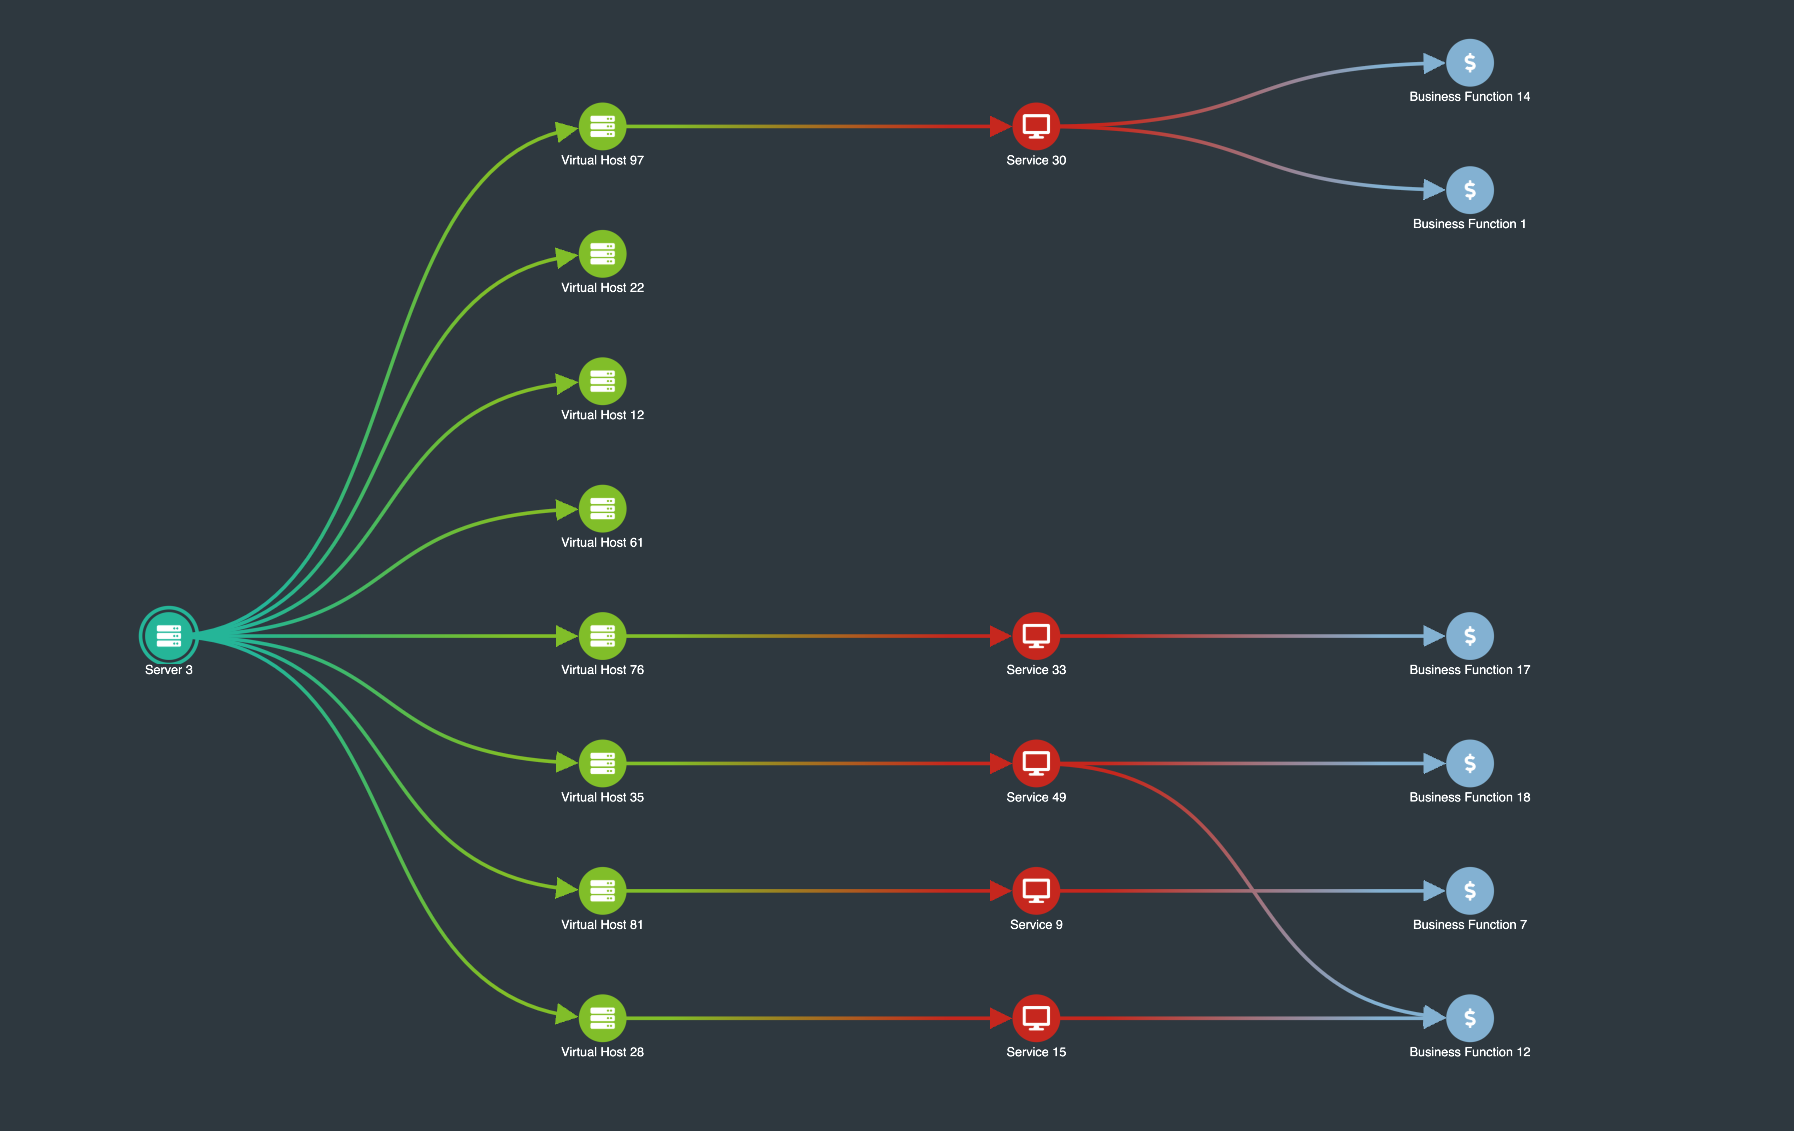 $
Business Function 14
Virtual Host 97
Service 30
$
Business Function 1
Virtual Host 22
Virtual Host 12
Virtual Host 61
Server 3
Virtual Host 76
Service 33
$
Business Function 17
Virtual Host 35
Service 49
$
Business Function 18
Virtual Host 81
Service 9
$
Business Function 7
Virtual Host 28
Service 15
$
Business Function 12